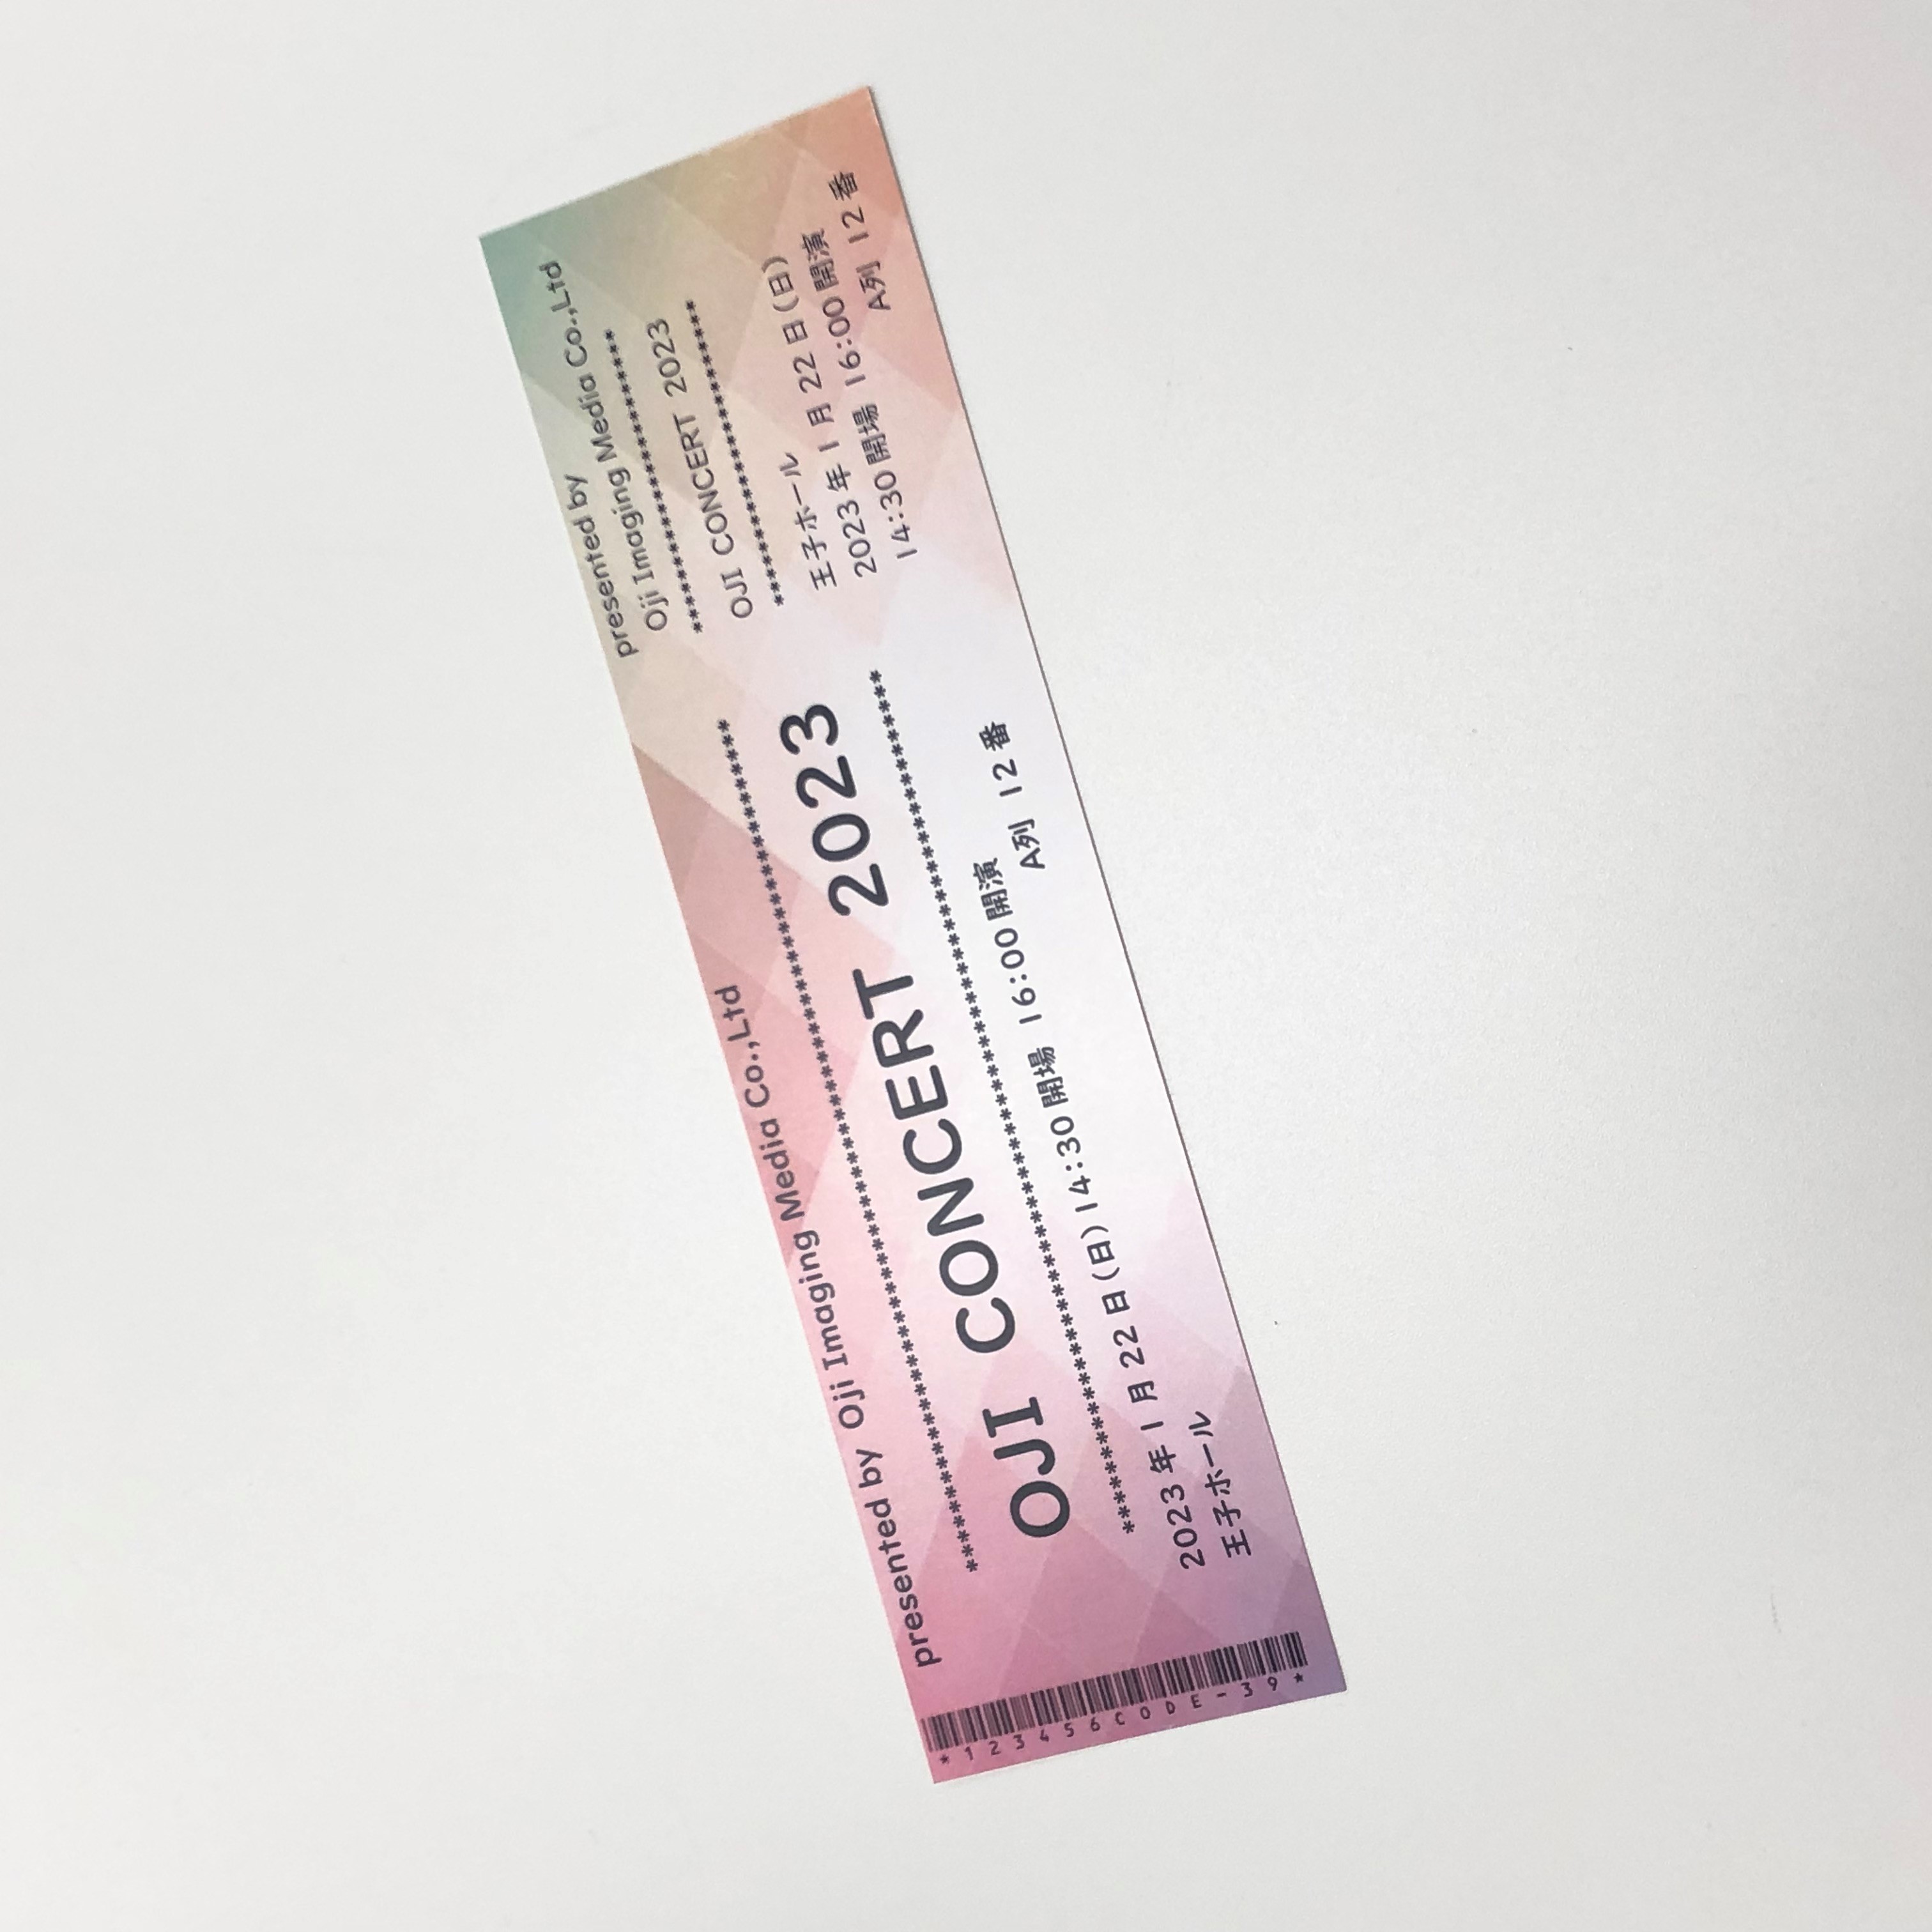 presented by Oji Imaging Media Co.,Ltd
OJI CONCERT 2023
2023年1月22日(日)14:30開場 16:00開演
王子ホール
A列 12番
*123456CODE-39*
presented by
Oji Imaging Media Co.,Ltd
OJI CONCERT 2023
王子ホール
2023年1月22日(日)
14:30開場 16:00開演
A列 12番